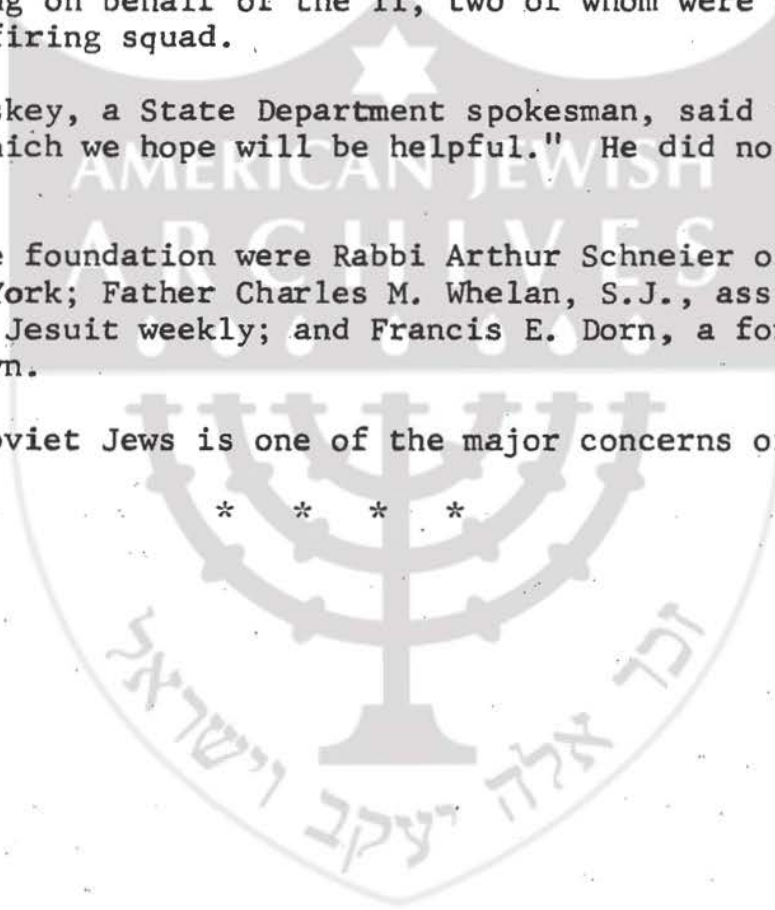 g on behalf of the 11, two of whom were
firing squad.
skey, a State Department spokesman, said
hich we hope will be helpful." He did no
AMERICAN JEWISH
ARCHIVES
e foundation were Rabbi Arthur Schneier o
York; Father Charles M. Whelan, S.J., ass
Jesuit weekly; and Francis E. Dorn, a fo
n.
oviet Jews is one of the major concerns o
* * * *
זכר אלה יעקב וישראל